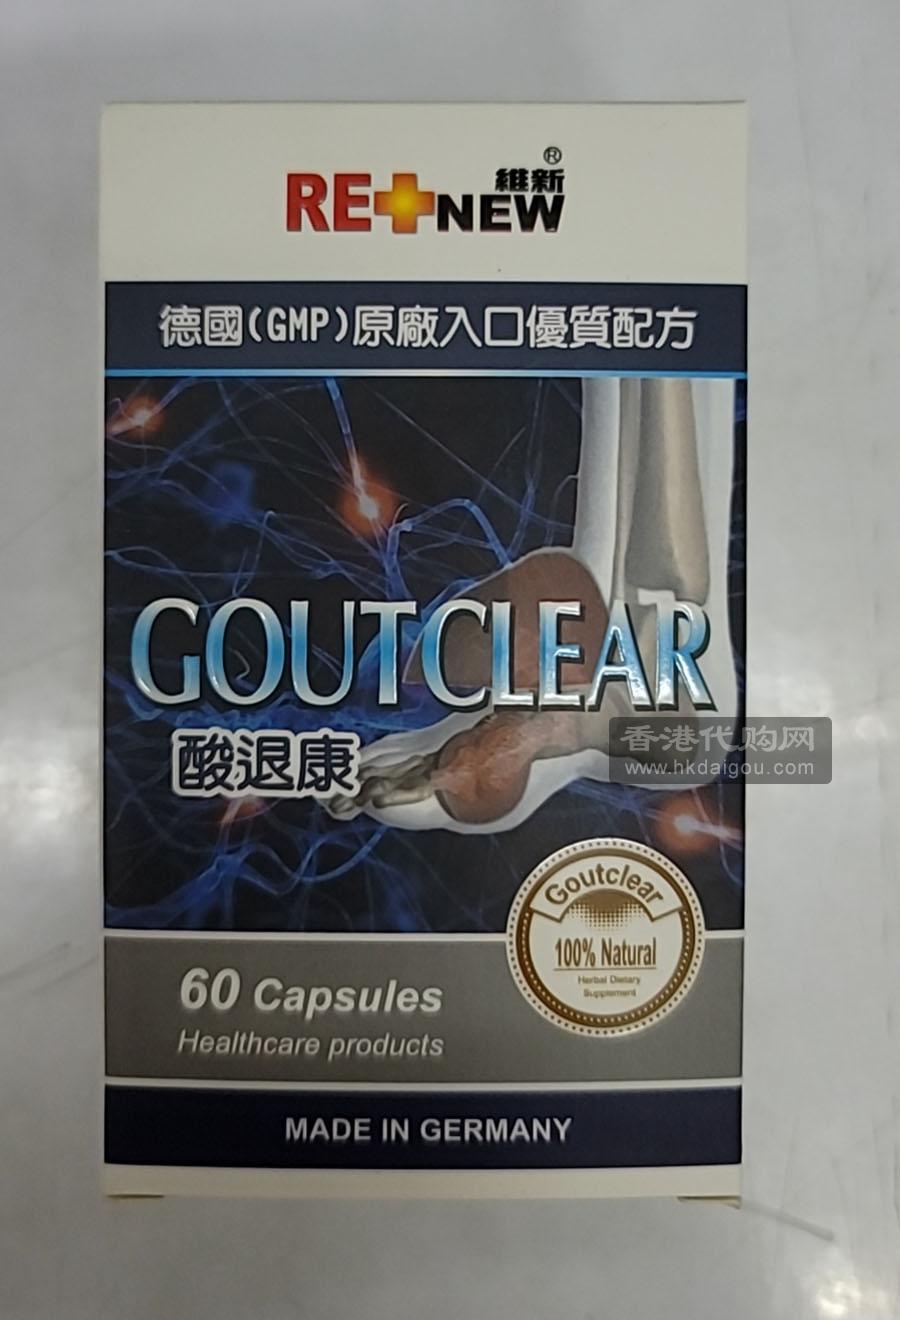 維新®
RE+NEW
德國(GMP)原廠入口優質配方
GOUTCLEAR
酸退康
香港代购网
www.hkdaigou.com
Goutclear
100% Natural
Herbal Dietary
Supplement
60 Capsules
Healthcare products
MADE IN GERMANY